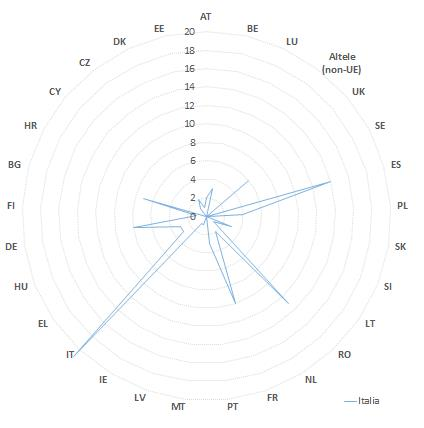 AT
EE
BE
DK
LU
CZ
Altele
(non-UE)
CY
UK
HR
SE
BG
ES
FI
PL
DE
SK
HU
SI
EL
LT
IT
RO
IE
NL
LV
FR
MT
PT
20
18
16
14
12
10
8
6
4
2
0
Italia